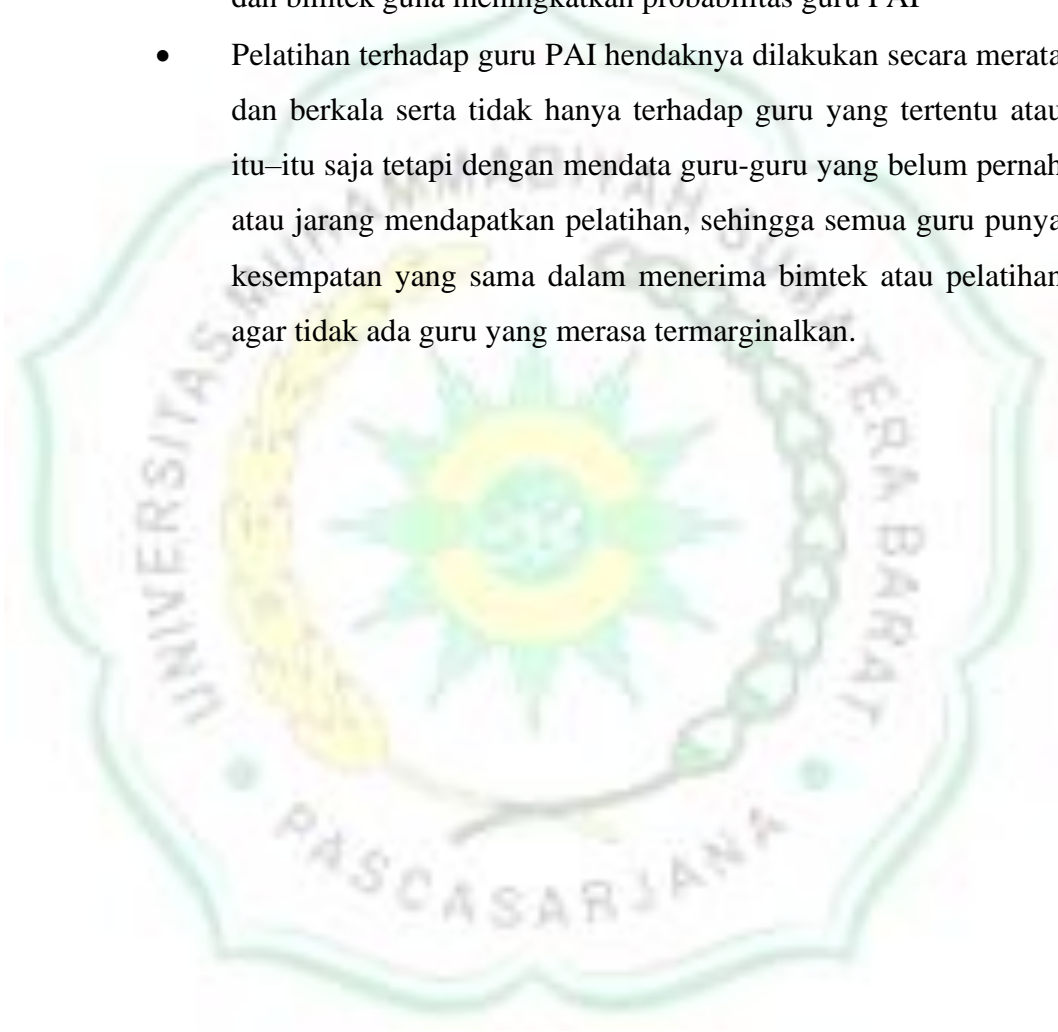 dan bimtek guna meningkatkan probabilitas guru PAI
• Pelatihan terhadap guru PAI hendaknya dilakukan secara merata
dan berkala serta tidak hanya terhadap guru yang tertentu atau
itu–itu saja tetapi dengan mendata guru-guru yang belum pernah
atau jarang mendapatkan pelatihan, sehingga semua guru punya
kesempatan yang sama dalam menerima bimtek atau pelatihan
agar tidak ada guru yang merasa termarginalkan.
UNIVERSITAS MUHAMMADIYAH SUMATERA BARAT
PASCASARJANA